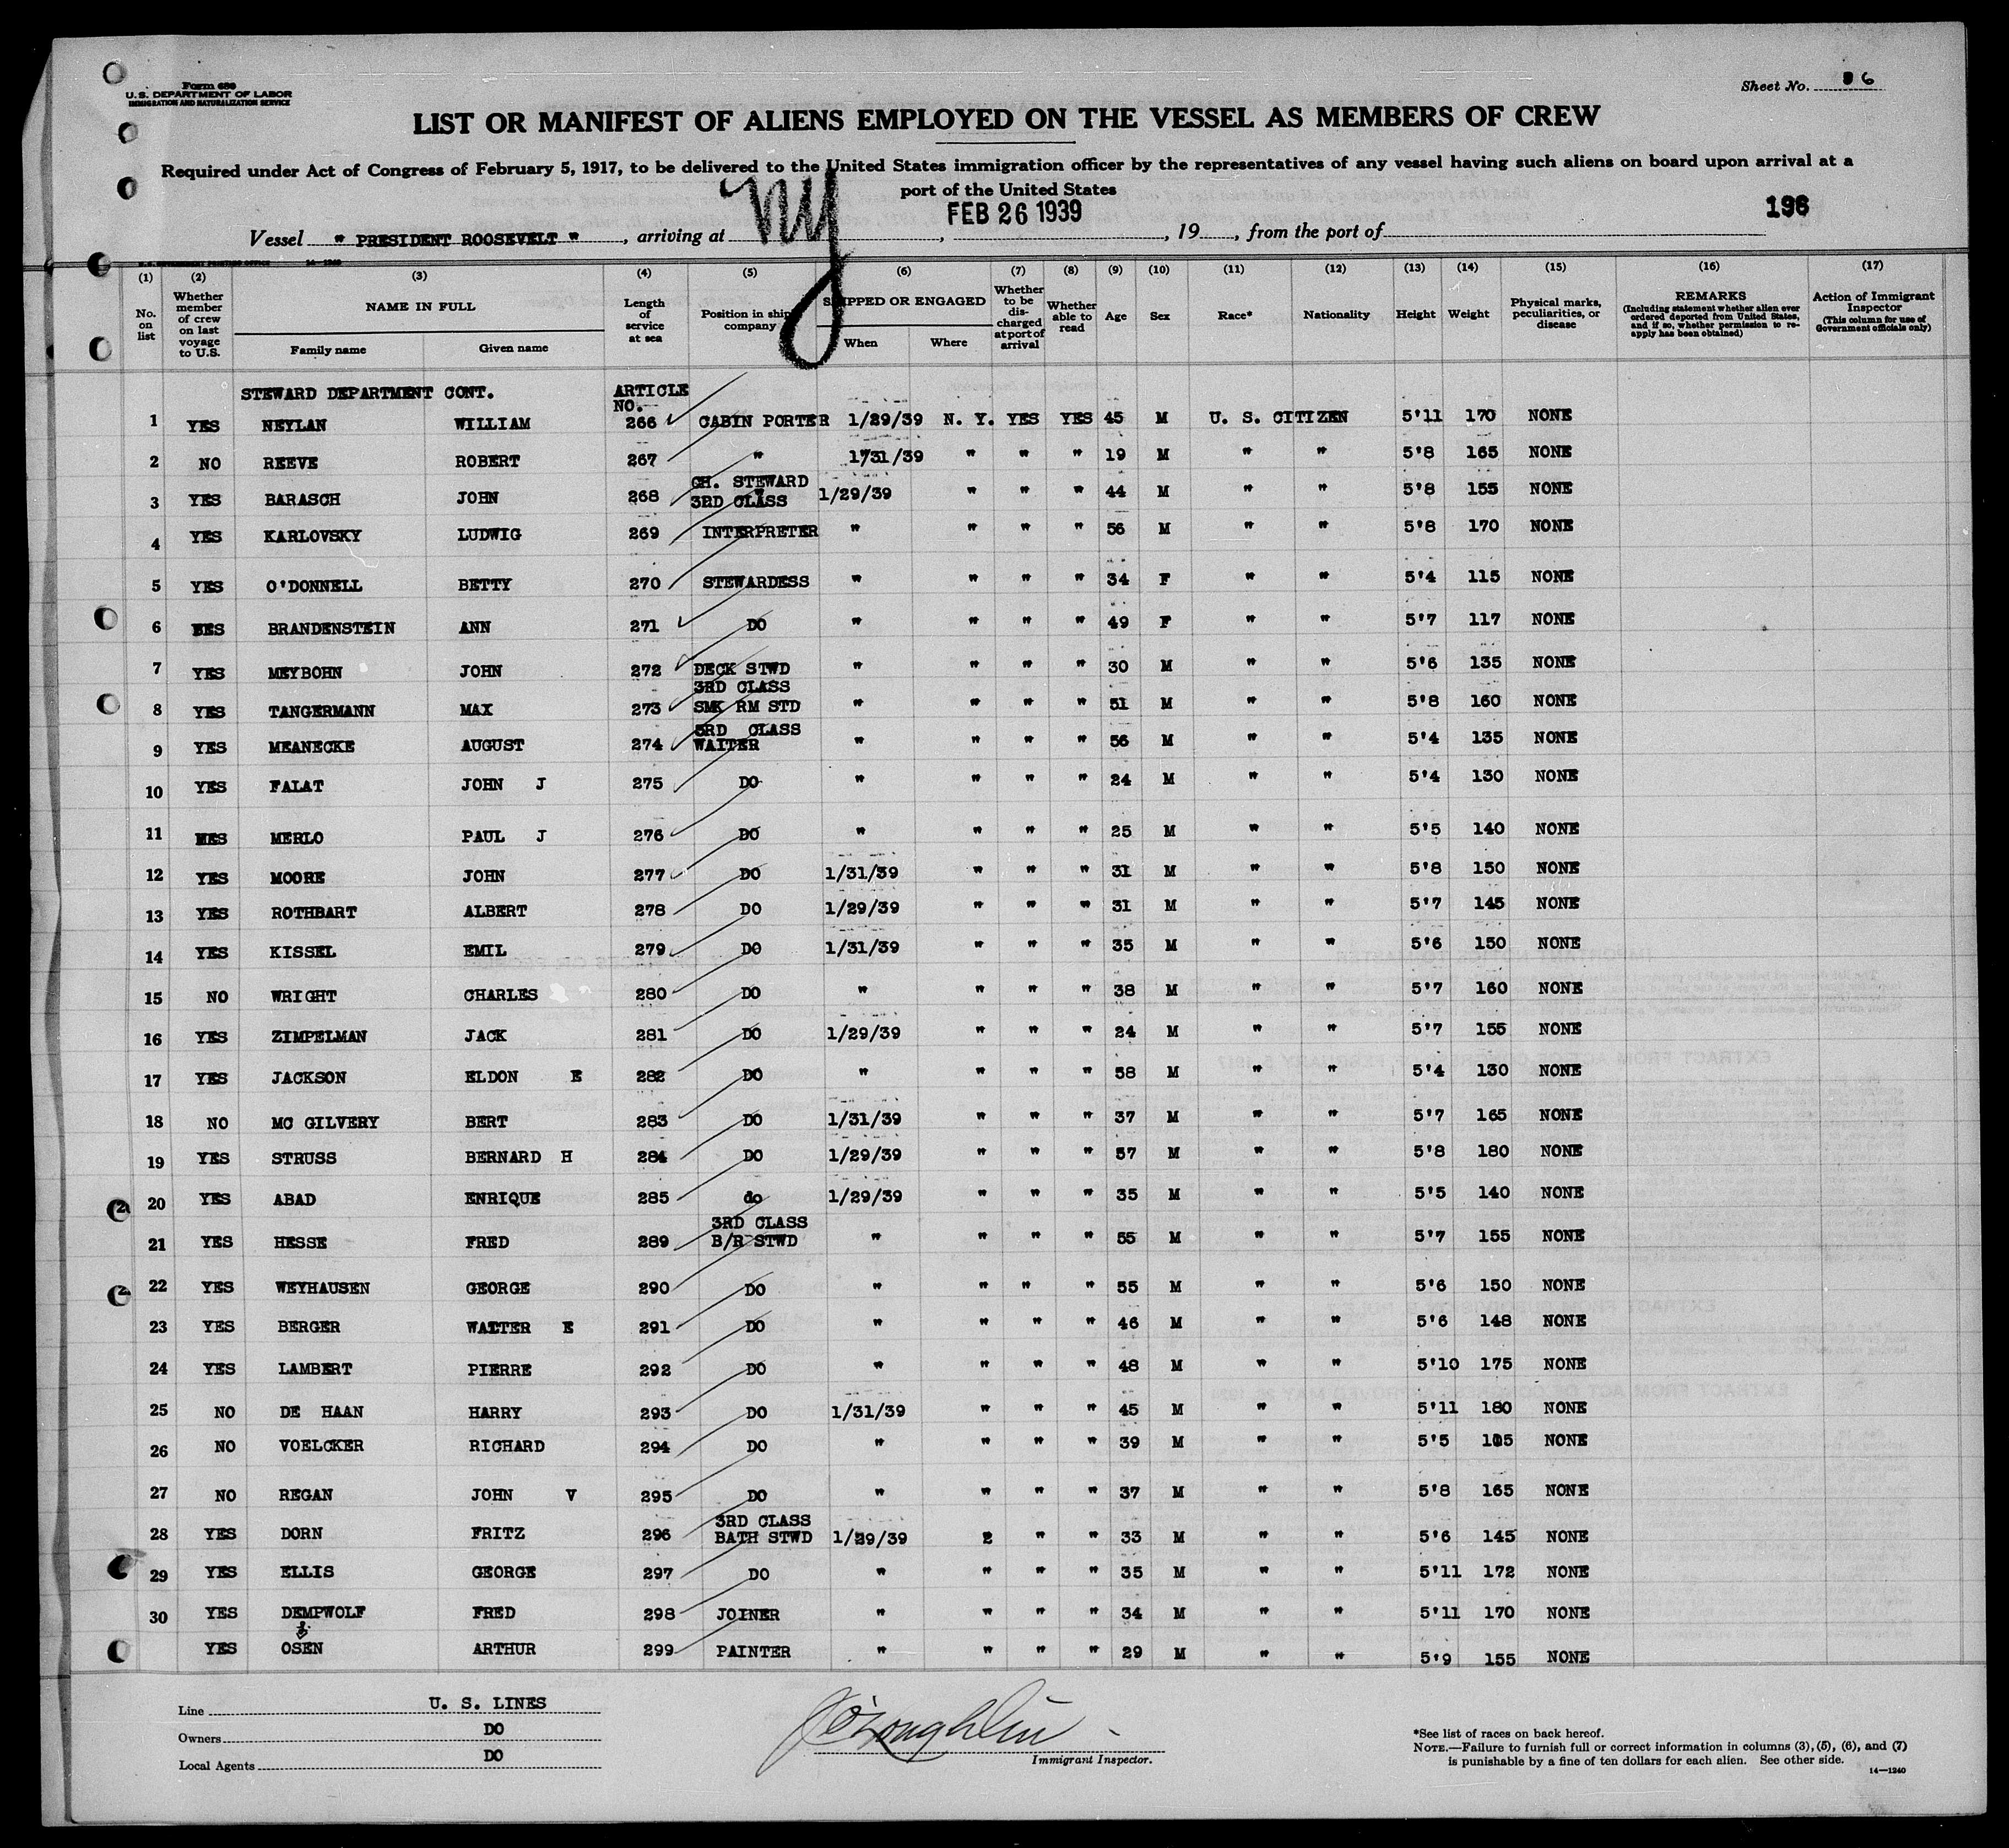 Form 680
U. S. DEPARTMENT OF LABOR
IMMIGRATION AND NATURALIZATION SERVICE
Sheet No. 6
LIST OR MANIFEST OF ALIENS EMPLOYED ON THE VESSEL AS MEMBERS OF CREW
Required under Act of Congress of February 5, 1917, to be delivered to the United States immigration officer by the representatives of any vessel having such aliens on board upon arrival at a
port of the United States
196
Vessel " PRESIDENT ROOSEVELT ", arriving at NY, FEB 26 1939, 19, from the port of
U. S. GOVERNMENT PRINTING OFFICE 14—1240
(1) (2) (3) (4) (5) (6) (7) (8) (9) (10) (11) (12) (13) (14) (15) (16) (17)
No. on list
Whether member of crew on last voyage to U.S.
NAME IN FULL
Family name Given name
Length of service at sea
Position in ship company
SHIPPED OR ENGAGED
When Where
Whether to be discharged at port of arrival
Whether able to read
Age
Sex
Race*
Nationality
Height
Weight
Physical marks, peculiarities, or disease
REMARKS
(Including statement whether alien ever ordered deported from United States, and if so, whether permission to reapply has been obtained)
Action of Immigrant Inspector
(This column for use of Government officials only)
STEWARD DEPARTMENT CONT. ARTICLE NO.
1 YES NEYLAN WILLIAM 266 CABIN PORTER 1/29/39 N. Y. YES YES 45 M U. S. CITIZEN 5'11 170 NONE
2 NO REEVE ROBERT 267 " 1/31/39 " " " 19 M " " 5'8 165 NONE
3 YES BARASCH JOHN 268 CH. STEWARD 3RD CLASS 1/29/39 " " " 44 M " " 5'8 155 NONE
4 YES KARLOVSKY LUDWIG 269 INTERPRETER " " " " 56 M " " 5'8 170 NONE
5 YES O'DONNELL BETTY 270 STEWARDESS " " " " 34 F " " 5'4 115 NONE
6 YES BRANDENSTEIN ANN 271 DO " " " " 49 F " " 5'7 117 NONE
7 YES MEYBOHN JOHN 272 DECK STWD " " " " 30 M " " 5'6 135 NONE
8 YES TANGERMANN MAX 273 3RD CLASS SMK RM STD " " " " 51 M " " 5'8 160 NONE
9 YES MEANECKE AUGUST 274 3RD CLASS WAITER " " " " 56 M " " 5'4 135 NONE
10 YES FALAT JOHN J 275 DO " " " " 24 M " " 5'4 130 NONE
11 YES MERLO PAUL J 276 DO " " " " 25 M " " 5'5 140 NONE
12 YES MOORE JOHN 277 DO 1/31/39 " " " 31 M " " 5'8 150 NONE
13 YES ROTHBART ALBERT 278 DO 1/29/39 " " " 31 M " " 5'7 145 NONE
14 YES KISSEL EMIL 279 DO 1/31/39 " " " 35 M " " 5'6 150 NONE
15 NO WRIGHT CHARLES 280 DO " " " " 38 M " " 5'7 160 NONE
16 YES ZIMPELMAN JACK 281 DO 1/29/39 " " " 24 M " " 5'7 155 NONE
17 YES JACKSON ELDON E 282 DO " " " " 58 M " " 5'4 130 NONE
18 NO MC GILVERY BERT 283 DO 1/31/39 " " " 37 M " " 5'7 165 NONE
19 YES STRUSS BERNARD H 284 DO 1/29/39 " " " 57 M " " 5'8 180 NONE
20 YES ABAD ENRIQUE 285 do 1/29/39 " " " 35 M " " 5'5 140 NONE
21 YES HESSE FRED 289 3RD CLASS B/R STWD " " " " 55 M " " 5'7 155 NONE
22 YES WEYHAUSEN GEORGE 290 DO " " " " 55 M " " 5'6 150 NONE
23 YES BERGER WALTER E 291 DO " " " " 46 M " " 5'6 148 NONE
24 YES LAMBERT PIERRE 292 DO " " " " 48 M " " 5'10 175 NONE
25 NO DE HAAN HARRY 293 DO 1/31/39 " " " 45 M " " 5'11 180 NONE
26 NO VOELCKER RICHARD 294 DO " " " " 39 M " " 5'5 NONE
27 NO REGAN JOHN V 295 DO " " " " 37 M " " 5'8 165 NONE
28 YES DORN FRITZ 296 3RD CLASS BATH STWD 1/29/39 2 " " 33 M " " 5'6 145 NONE
29 YES ELLIS GEORGE 297 DO " " " " 35 M " " 5'11 172 NONE
30 YES DEMPWOLF FRED 298 JOINER " " " " 34 M " " 5'11 170 NONE
YES OSEN ARTHUR 299 PAINTER " " " " 29 M " " 5'9 155 NONE
Line U. S. LINES
Owners DO
Local Agents DO
J O'Loughlin
Immigrant Inspector.
*See list of races on back hereof.
NOTE.—Failure to furnish full or correct information in columns (3), (5), (6), and (7)
is punishable by a fine of ten dollars for each alien. See other side.
14—1240